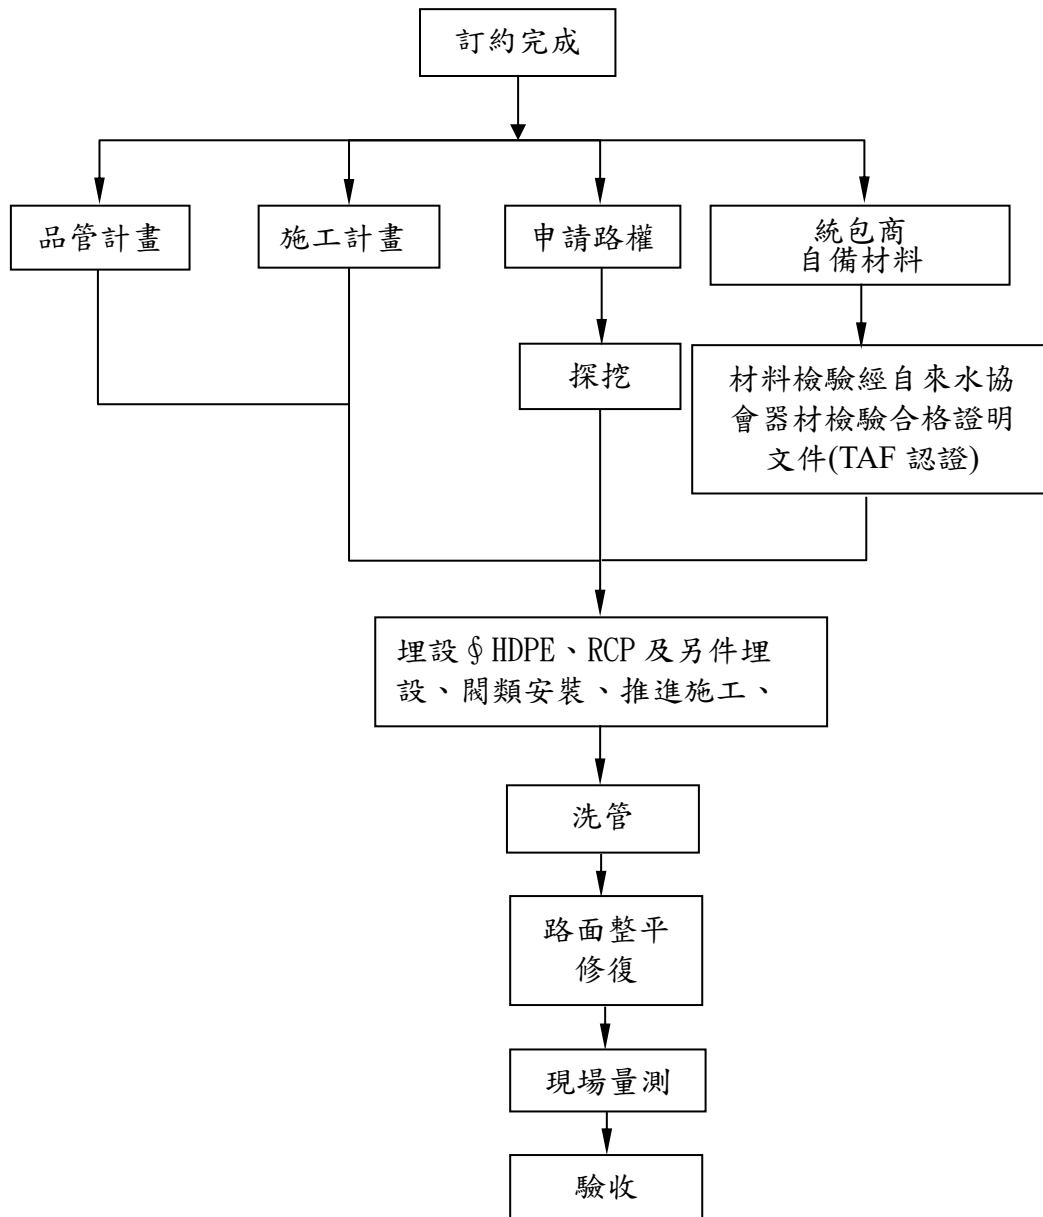 訂約完成
品管計畫
施工計畫
申請路權
統包商
自備材料
探挖
材料檢驗經自來水協
會器材檢驗合格證明
文件(TAF 認證)
埋設∮HDPE、RCP 及另件埋
設、閥類安裝、推進施工、
洗管
路面整平
修復
現場量測
驗收